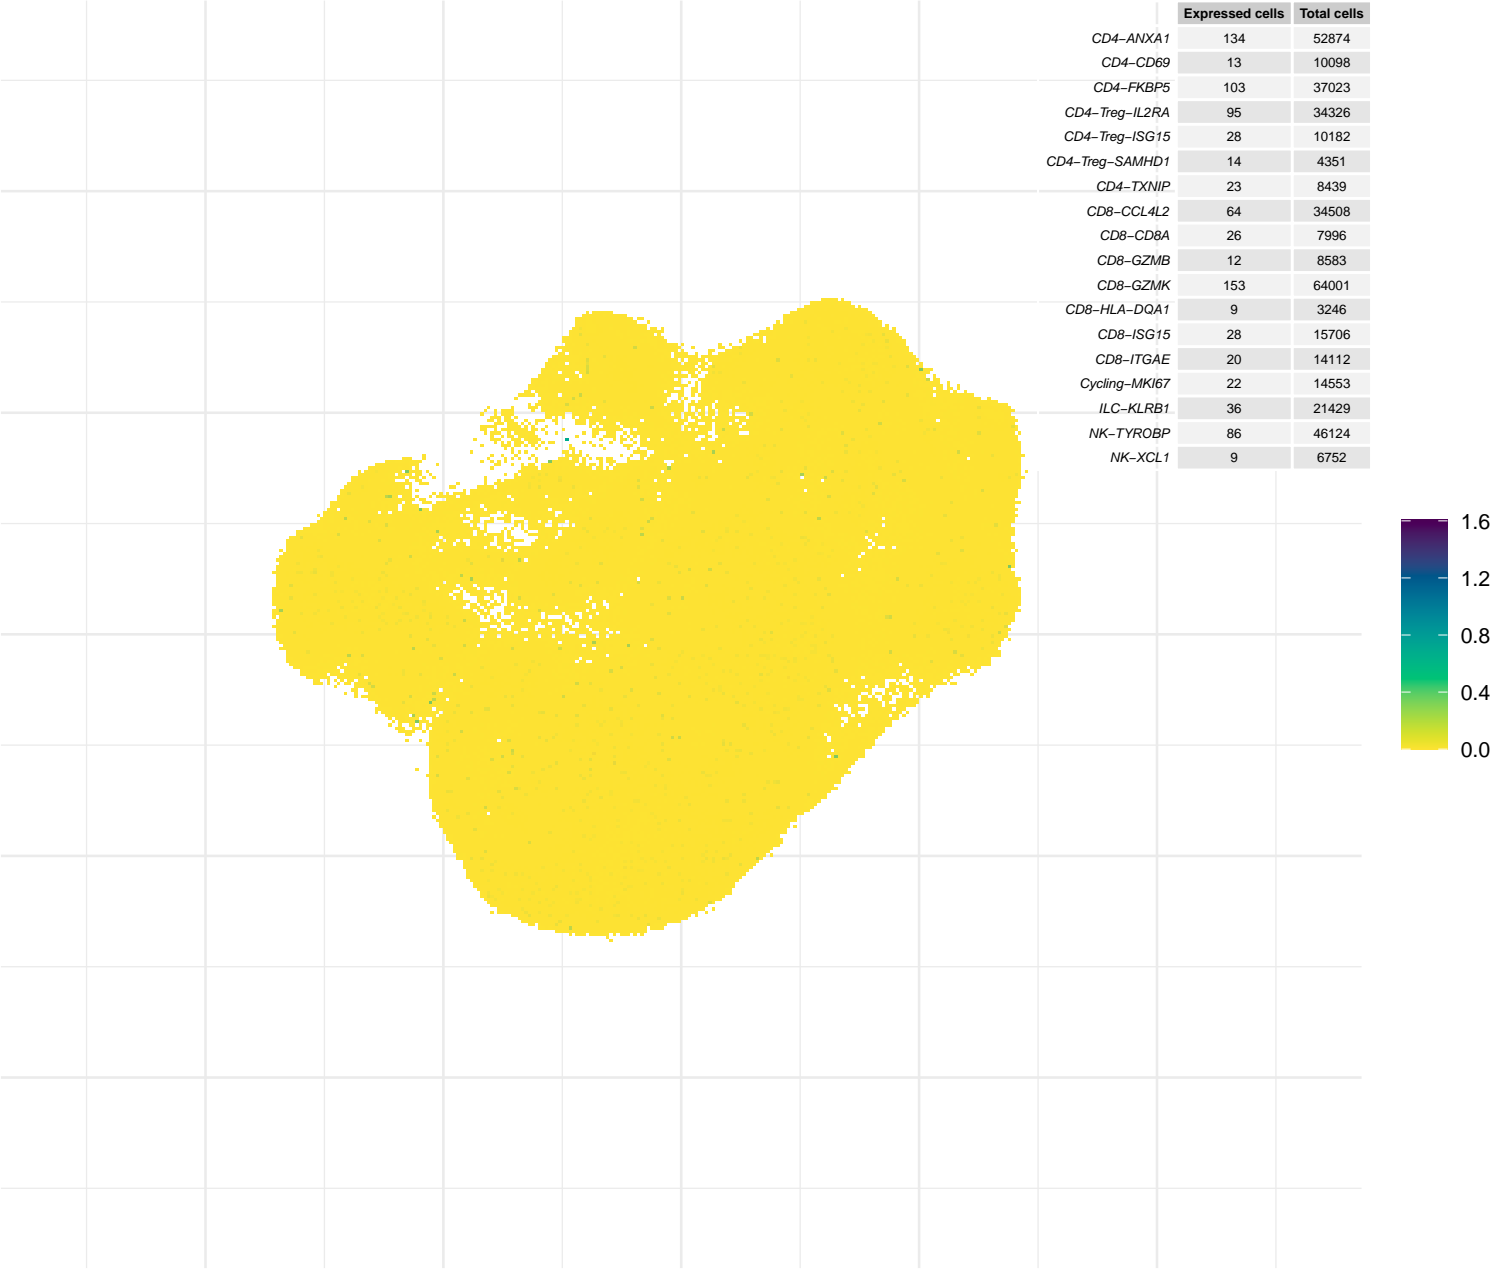 Expressed cells Total cells
CD4−ANXA1 134 52874
CD4−CD69 13 10098
CD4−FKBP5 103 37023
CD4−Treg−IL2RA 95 34326
CD4−Treg−ISG15 28 10182
CD4−Treg−SAMHD1 14 4351
CD4−TXNIP 23 8439
CD8−CCL4L2 64 34508
CD8−CD8A 26 7996
CD8−GZMB 12 8583
CD8−GZMK 153 64001
CD8−HLA−DQA1 9 3246
CD8−ISG15 28 15706
CD8−ITGAE 20 14112
Cycling−MKI67 22 14553
ILC−KLRB1 36 21429
NK−TYROBP 86 46124
NK−XCL1 9 6752
1.6
1.2
0.8
0.4
0.0